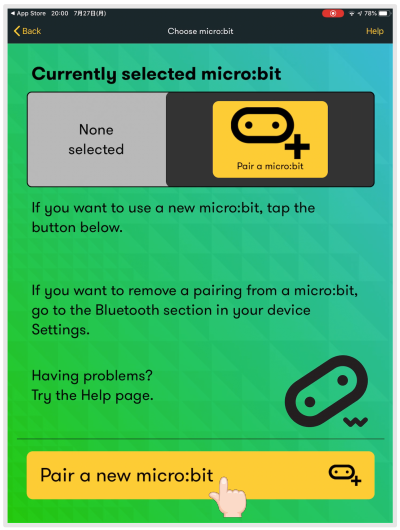 App Store 20:00 7月27日(月) 78%
Back Choose micro:bit Help
Currently selected micro:bit
None
selected
Pair a micro:bit
If you want to use a new micro:bit, tap the
button below.
If you want to remove a pairing from a micro:bit,
go to the Bluetooth section in your device
Settings.
Having problems?
Try the Help page.
Pair a new micro:bit